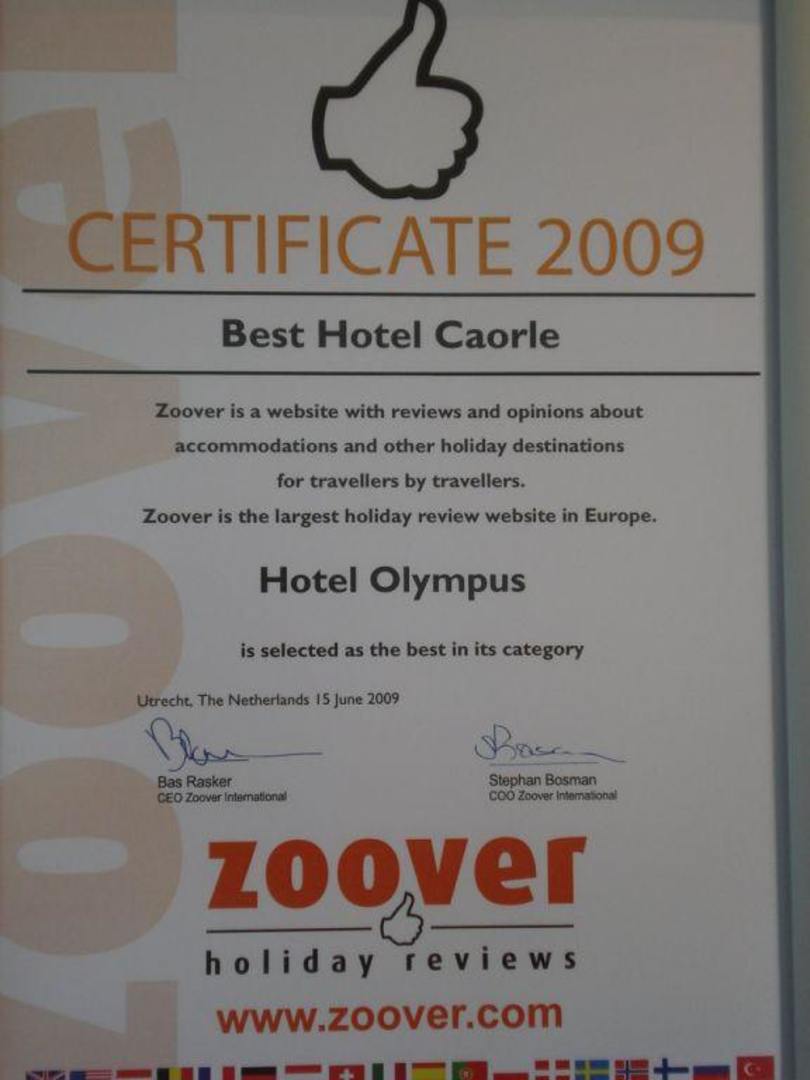 CERTIFICATE 2009
Best Hotel Caorle
Zoover is a website with reviews and opinions about
accommodations and other holiday destinations
for travellers by travellers.
Zoover is the largest holiday review website in Europe.
Hotel Olympus
is selected as the best in its category
Utrecht, The Netherlands 15 June 2009
Bas Rasker
CEO Zoover International
Stephan Bosman
COO Zoover International
zoover
holiday reviews
www.zoover.com
zoover